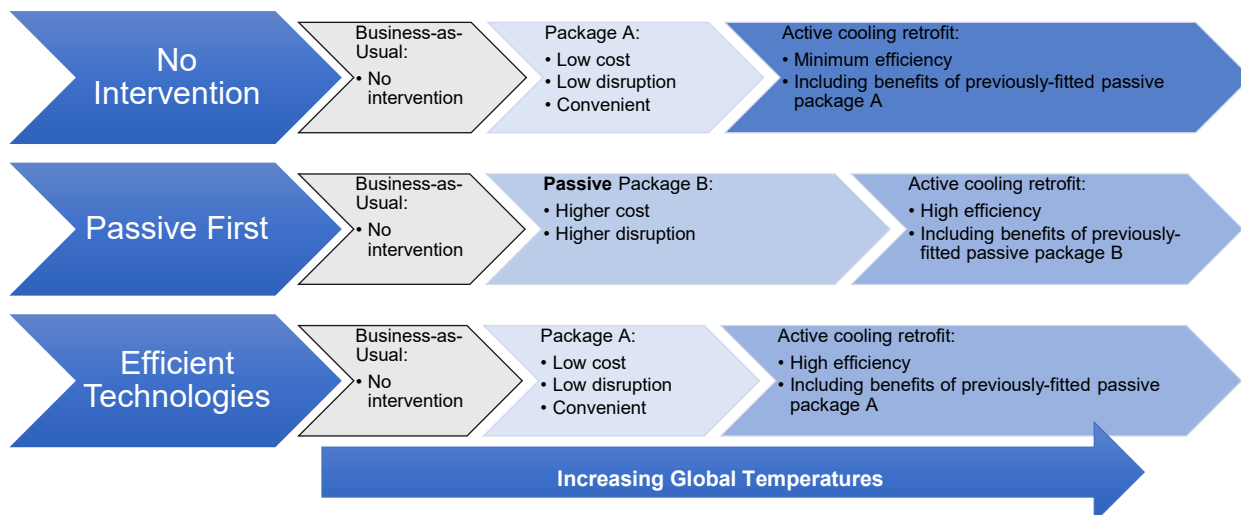 No
Intervention
Business-as-
Usual:
• No
intervention
Package A:
• Low cost
• Low disruption
• Convenient
Active cooling retrofit:
• Minimum efficiency
• Including benefits of previously-fitted passive
package A
Passive First
Business-as-
Usual:
• No
intervention
Passive Package B:
• Higher cost
• Higher disruption
Active cooling retrofit:
• High efficiency
• Including benefits of previously-
fitted passive package B
Efficient
Technologies
Business-as-
Usual:
• No
intervention
Package A:
• Low cost
• Low disruption
• Convenient
Active cooling retrofit:
• High efficiency
• Including benefits of previously-fitted passive
package A
Increasing Global Temperatures